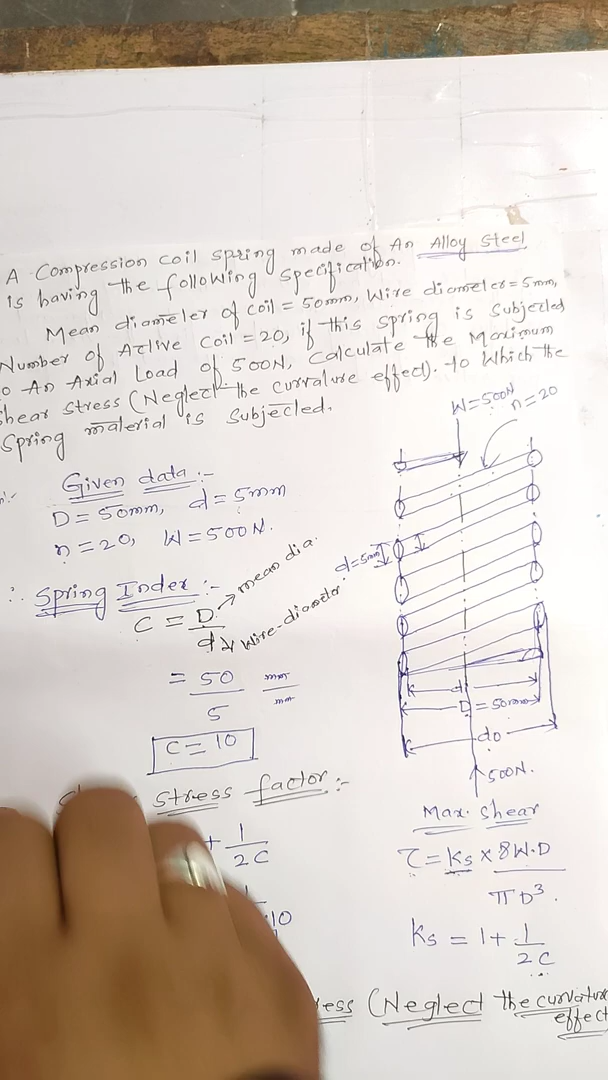 A Compression coil spring made of An Alloy steel
is having the following specification.
Mean diameter of coil = 50mm, Wire diameter = 5mm,
Number of Active coil = 20, if this spring is Subjected
o An Axial Load of 500N, Calculate the Maximum
hear stress (Neglect the curvature effect). to Which the
Spring material is Subjected.
W=500N
n=20
Given data:-
D = 50mm, d = 5mm
n = 20, W = 500N.
d=5mm
∴ Spring Index:-
C = D/d
mean dia.
Wire-diameter
= 50/5 mm/mm
C = 10
d
D = 50mm
do
500N.
stress factor:-
+ 1/2C
10
Max. shear
τ = Ks × 8W.D/πD³.
Ks = 1 + 1/2C
ess (Neglect the curvature
effect